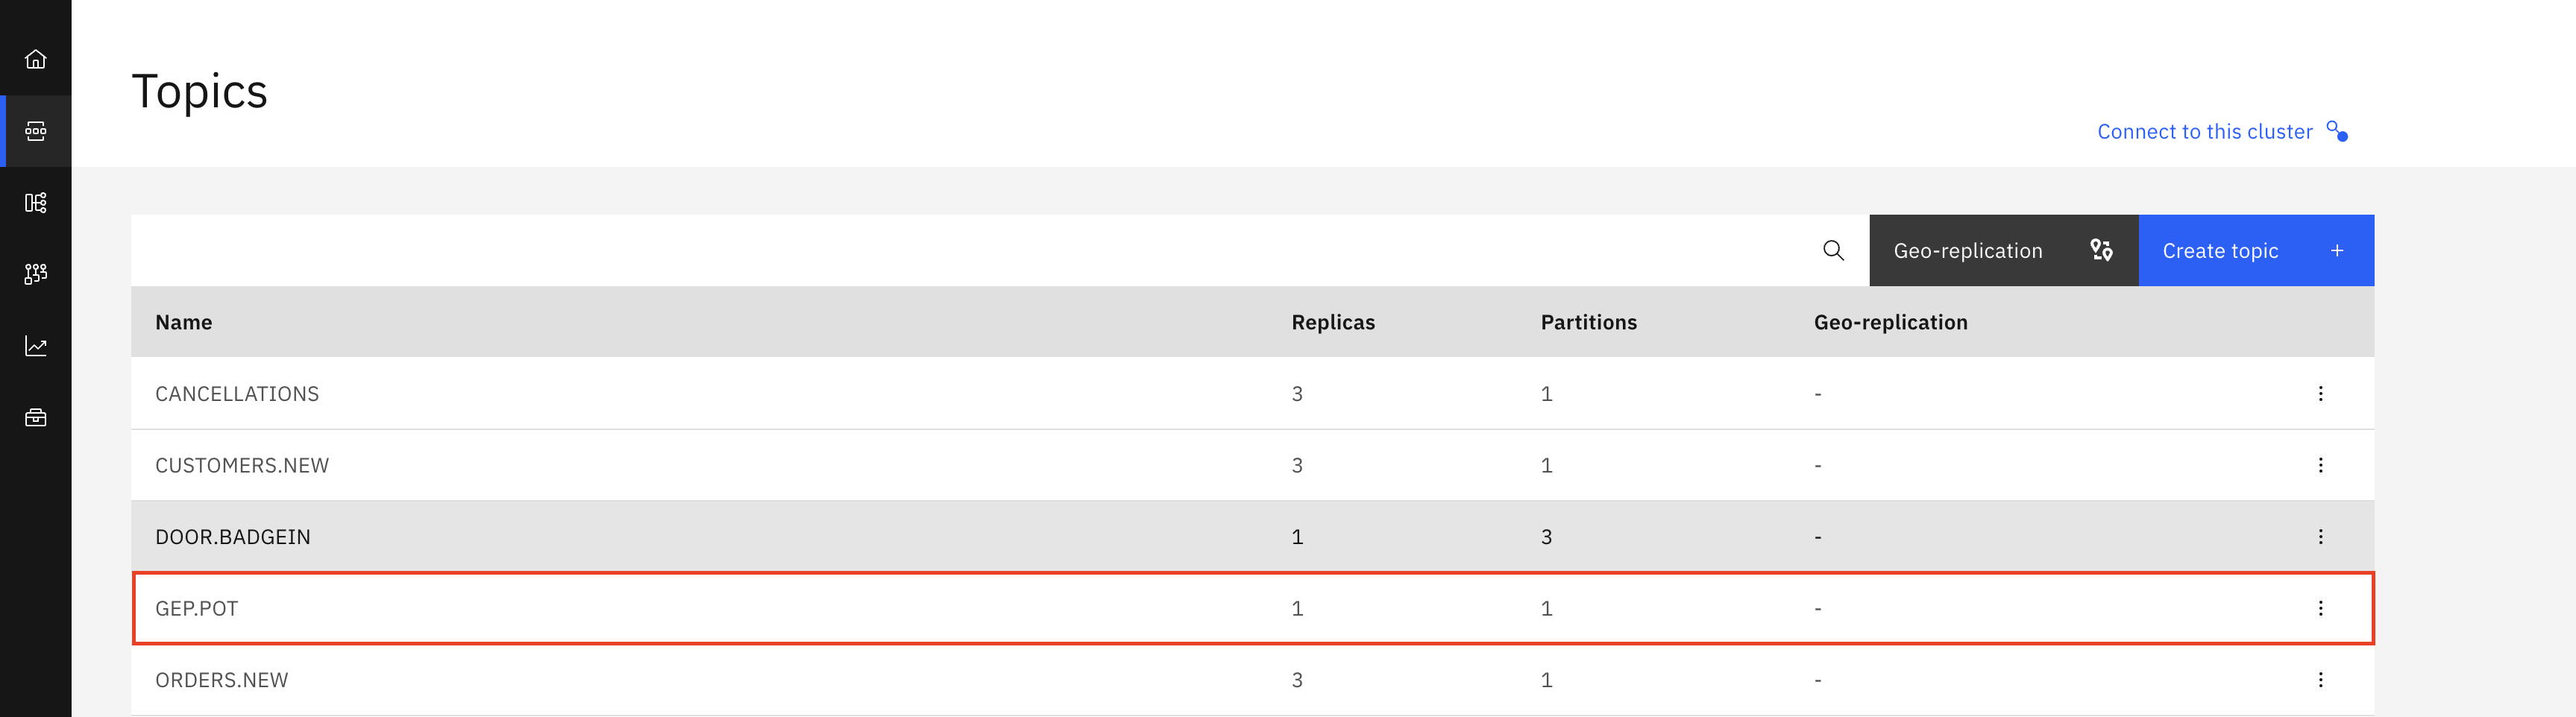 Topics
Connect to this cluster
Geo-replication Create topic +
Name Replicas Partitions Geo-replication
CANCELLATIONS 3 1 -
CUSTOMERS.NEW 3 1 -
DOOR.BADGEIN 1 3 -
GEP.POT 1 1 -
ORDERS.NEW 3 1 -